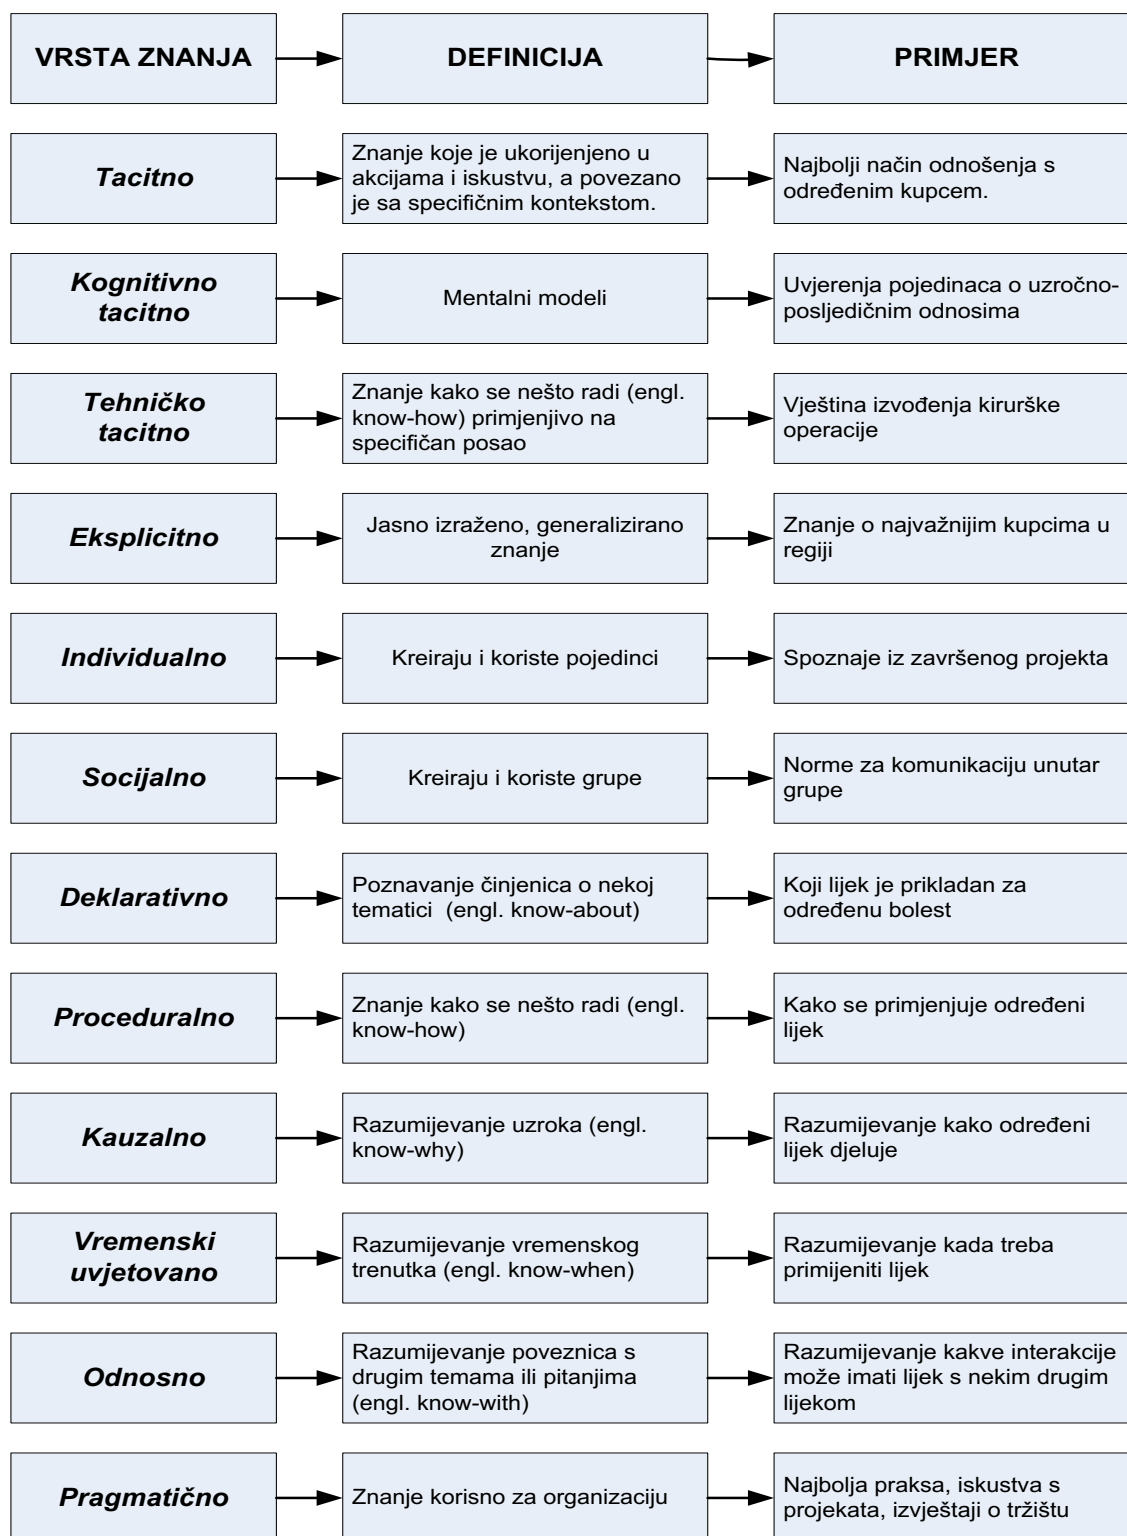 VRSTA ZNANJA
DEFINICIJA
PRIMJER
Tacitno
Znanje koje je ukorijenjeno u
akcijama i iskustvu, a povezano
je sa specifičnim kontekstom.
Najbolji način odnošenja s
određenim kupcem.
Kognitivno
tacitno
Mentalni modeli
Uvjerenja pojedinaca o uzročno-
posljedičnim odnosima
Tehničko
tacitno
Znanje kako se nešto radi (engl.
know-how) primjenjivo na
specifičan posao
Vještina izvođenja kirurške
operacije
Eksplicitno
Jasno izraženo, generalizirano
znanje
Znanje o najvažnijim kupcima u
regiji
Individualno
Kreiraju i koriste pojedinci
Spoznaje iz završenog projekta
Socijalno
Kreiraju i koriste grupe
Norme za komunikaciju unutar
grupe
Deklarativno
Poznavanje činjenica o nekoj
tematici  (engl. know-about)
Koji lijek je prikladan za
određenu bolest
Proceduralno
Znanje kako se nešto radi (engl.
know-how)
Kako se primjenjuje određeni
lijek
Kauzalno
Razumijevanje uzroka (engl.
know-why)
Razumijevanje kako određeni
lijek djeluje
Vremenski
uvjetovano
Razumijevanje vremenskog
trenutka (engl. know-when)
Razumijevanje kada treba
primijeniti lijek
Odnosno
Razumijevanje poveznica s
drugim temama ili pitanjima
(engl. know-with)
Razumijevanje kakve interakcije
može imati lijek s nekim drugim
lijekom
Pragmatično
Znanje korisno za organizaciju
Najbolja praksa, iskustva s
projekata, izvještaji o tržištu